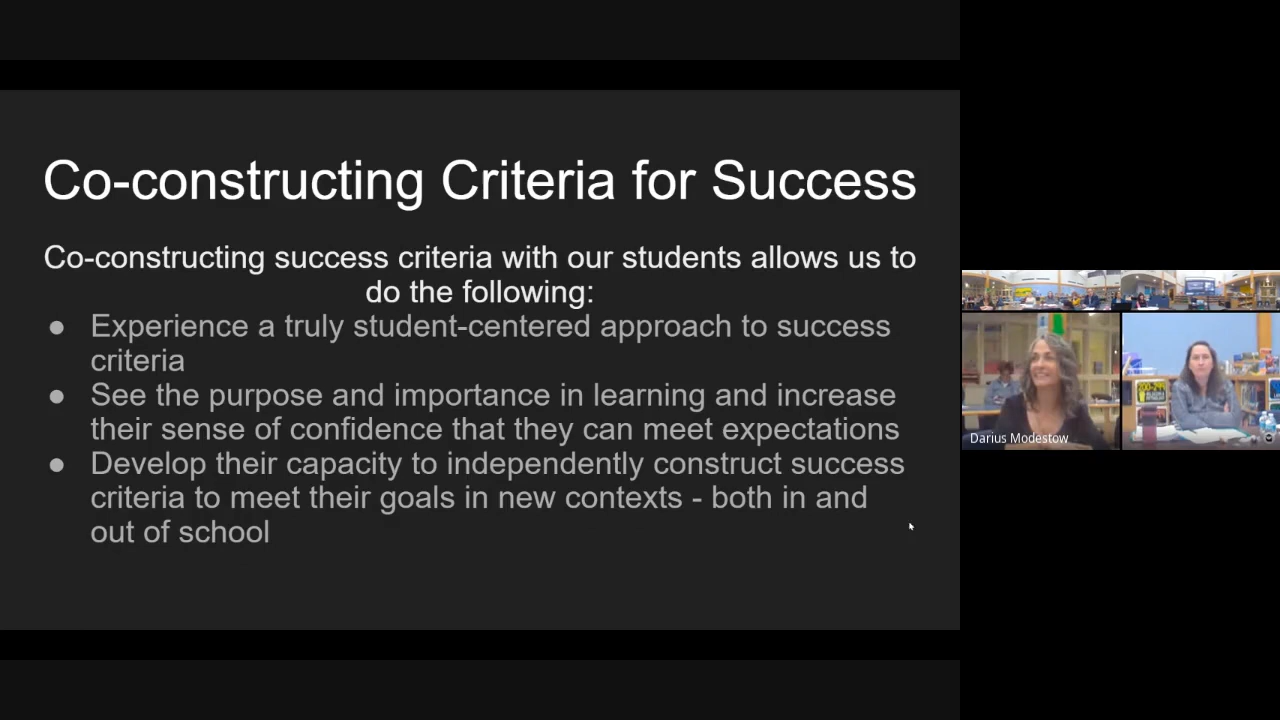 Co-constructing Criteria for Success
Co-constructing success criteria with our students allows us to
do the following:
● Experience a truly student-centered approach to success
criteria
● See the purpose and importance in learning and increase
their sense of confidence that they can meet expectations
● Develop their capacity to independently construct success
criteria to meet their goals in new contexts - both in and
out of school
Darius Modestow